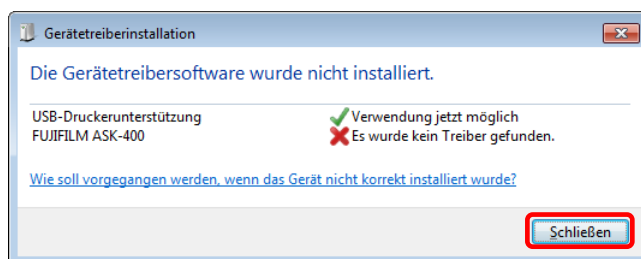 Gerätetreiberinstallation
Die Gerätetreibersoftware wurde nicht installiert.
USB-Druckerunterstützung Verwendung jetzt möglich
FUJIFILM ASK-400 Es wurde kein Treiber gefunden.
Wie soll vorgegangen werden, wenn das Gerät nicht korrekt installiert wurde?
Schließen